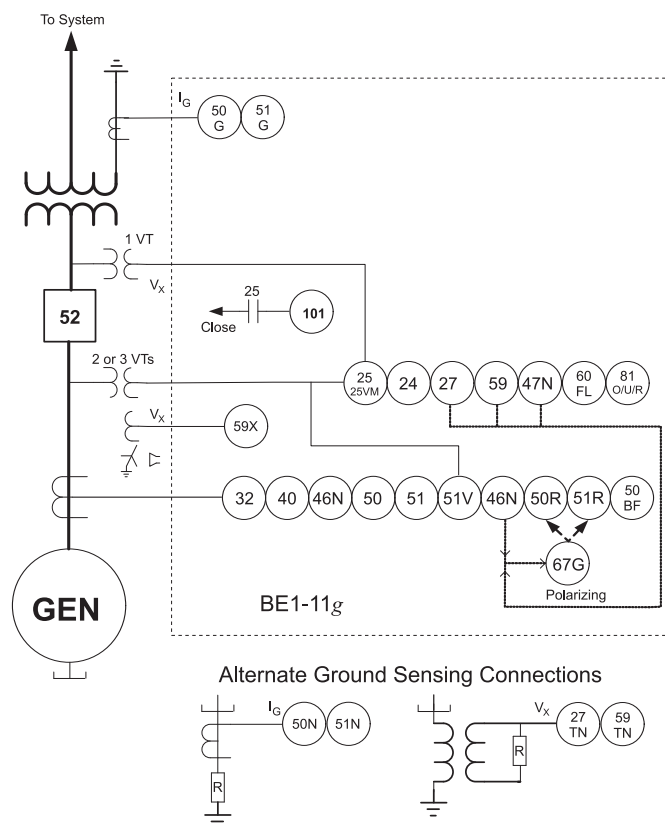 To System
I_G
50 G
51 G
1 VT
V_X
25
Close
101
52
2 or 3 VTs
25 25VM
24
27
59
47N
60 FL
81 O/U/R
V_X
59X
32
40
46N
50
51
51V
46N
50R
51R
50 BF
67G
Polarizing
GEN
BE1-11g
Alternate Ground Sensing Connections
I_G
50N
51N
R
V_X
27 TN
59 TN
R